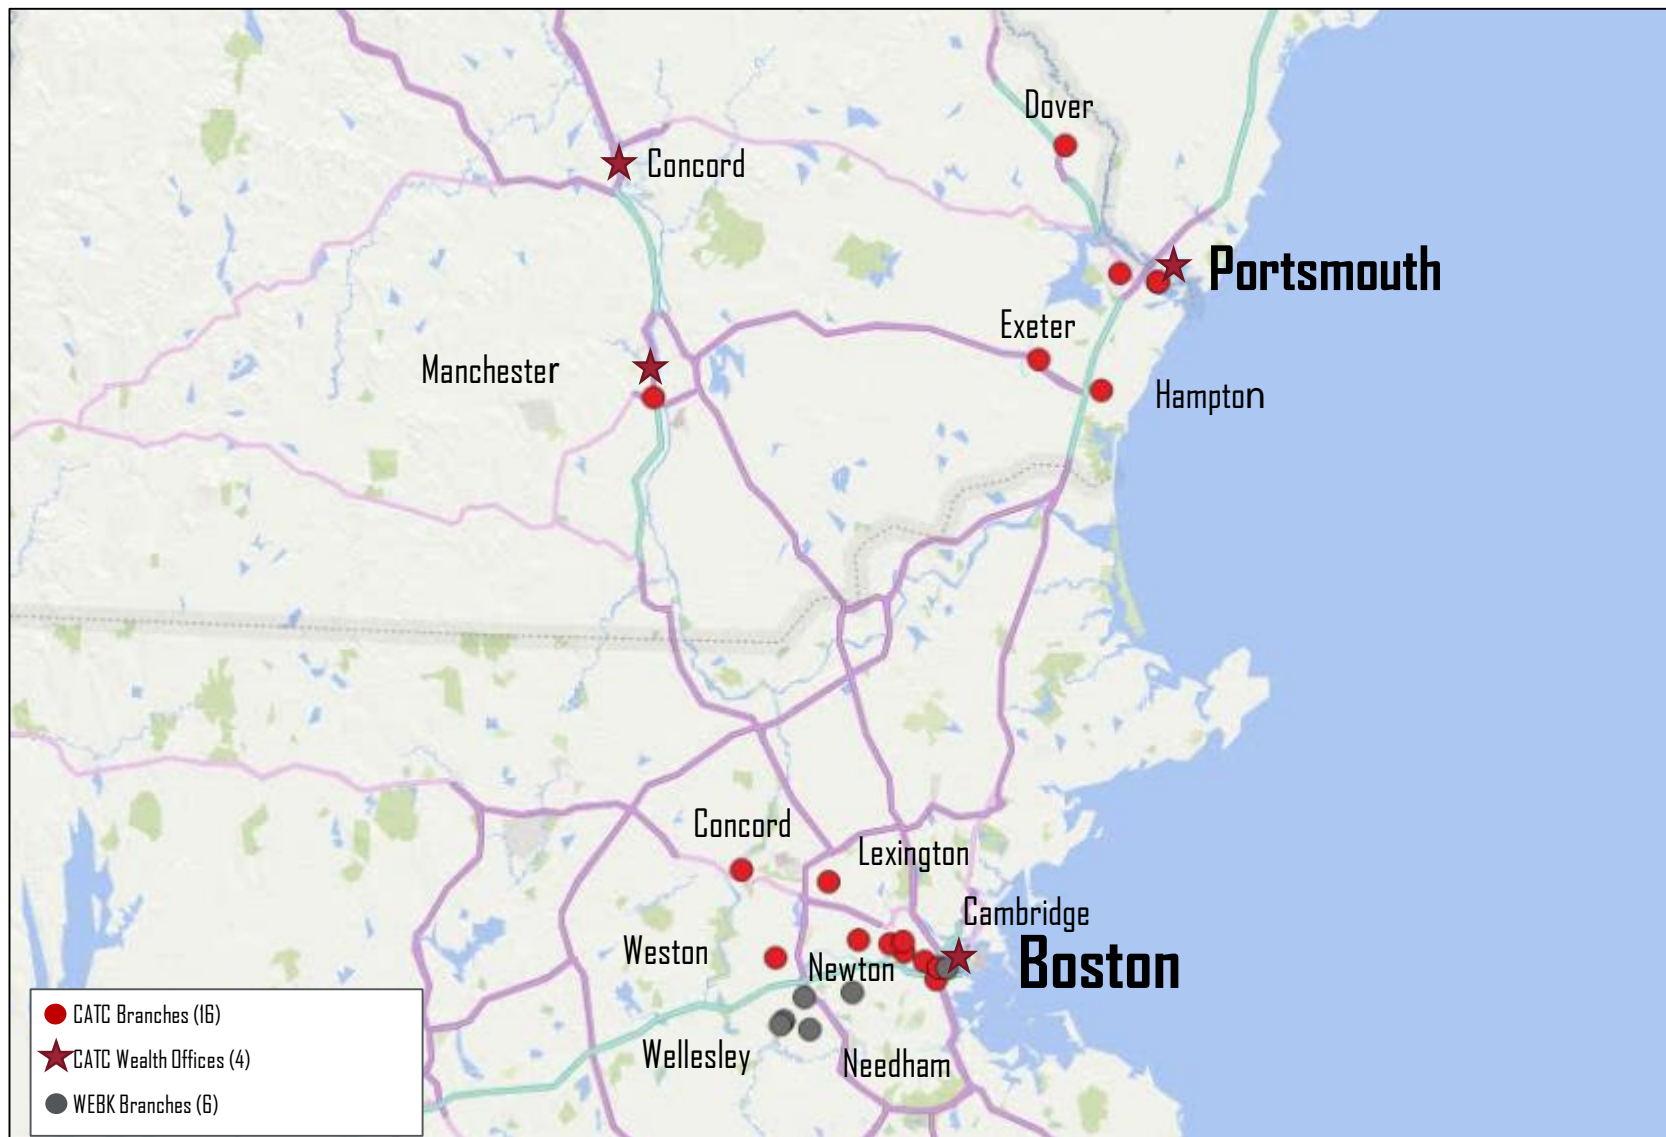 Dover
Concord
Portsmouth
Exeter
Manchester
Hampton
Concord
Lexington
Cambridge
Weston
Newton
Boston
Wellesley
Needham
CATC Branches (16)
CATC Wealth Offices (4)
WEBK Branches (6)